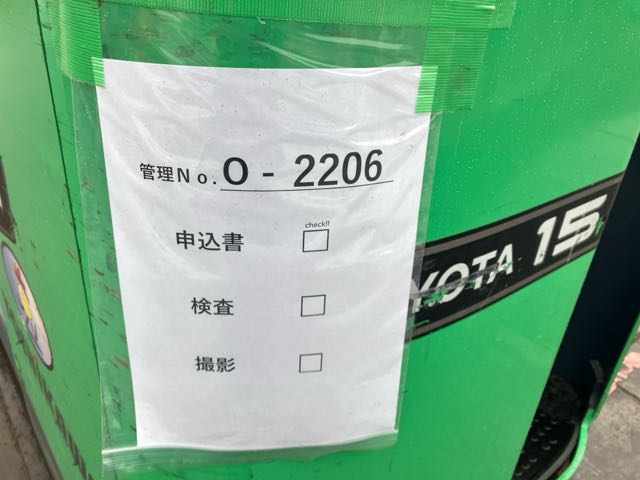 管理No.O-2206
check!!
申込書 □
検査 □
撮影 □
YOTA 15